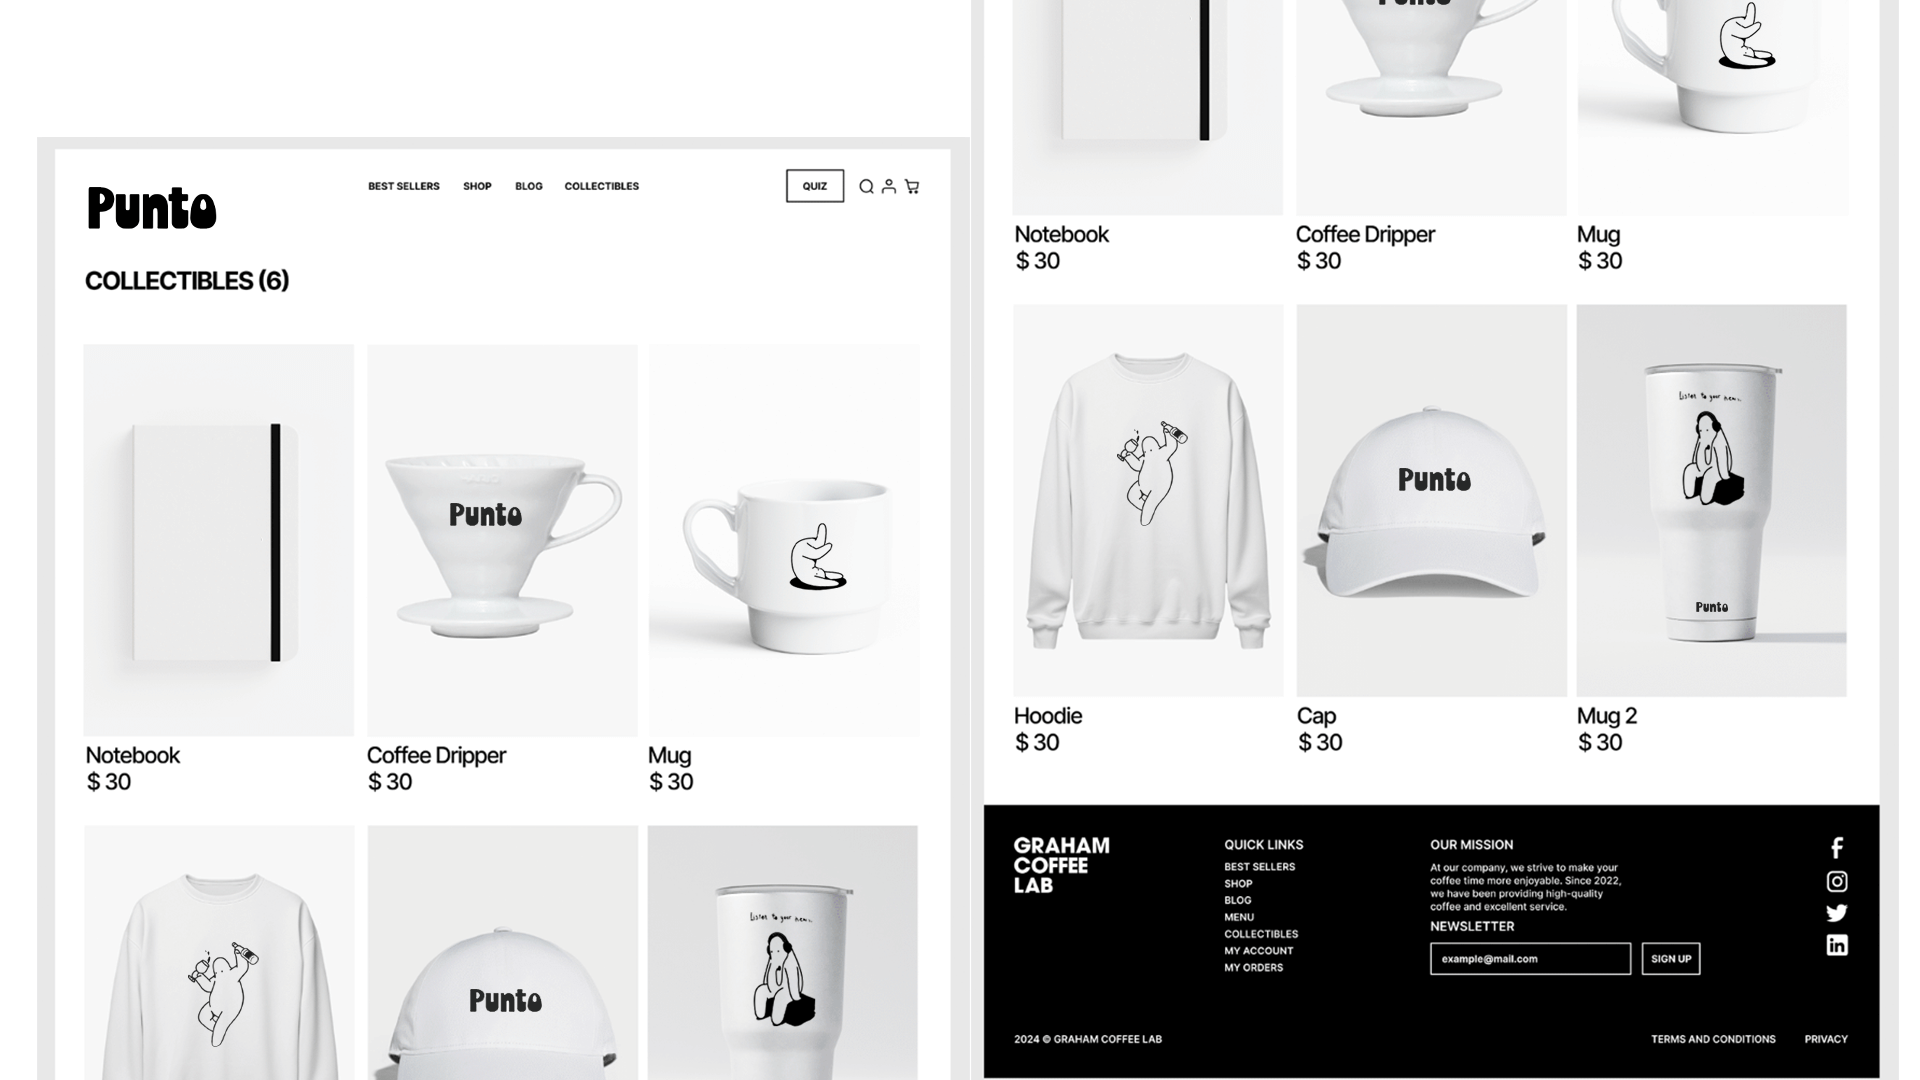 Punto
BEST SELLERS
SHOP
BLOG
COLLECTIBLES
QUIZ
COLLECTIBLES (6)
Punto
Notebook
$ 30
Coffee Dripper
$ 30
Mug
$ 30
Punto
Listen to your
Notebook
$ 30
Coffee Dripper
$ 30
Mug
$ 30
Punto
Listen to your
Punto
Hoodie
$ 30
Cap
$ 30
Mug 2
$ 30
GRAHAM
COFFEE
LAB
QUICK LINKS
BEST SELLERS
SHOP
BLOG
MENU
COLLECTIBLES
MY ACCOUNT
MY ORDERS
OUR MISSION
At our company, we strive to make your
coffee time more enjoyable. Since 2022,
we have been providing high-quality
coffee and excellent service.
NEWSLETTER
example@mail.com
SIGN UP
2024 © GRAHAM COFFEE LAB
TERMS AND CONDITIONS
PRIVACY